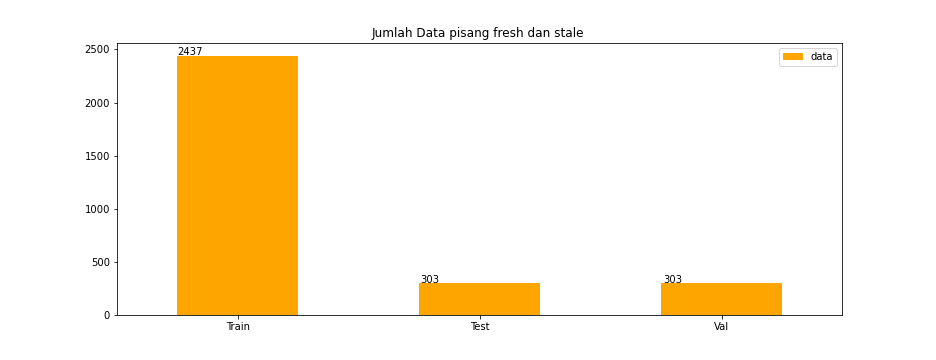 Jumlah Data pisang fresh dan stale
2500
2000
1500
1000
500
0
2437
303
303
data
Train
Test
Val